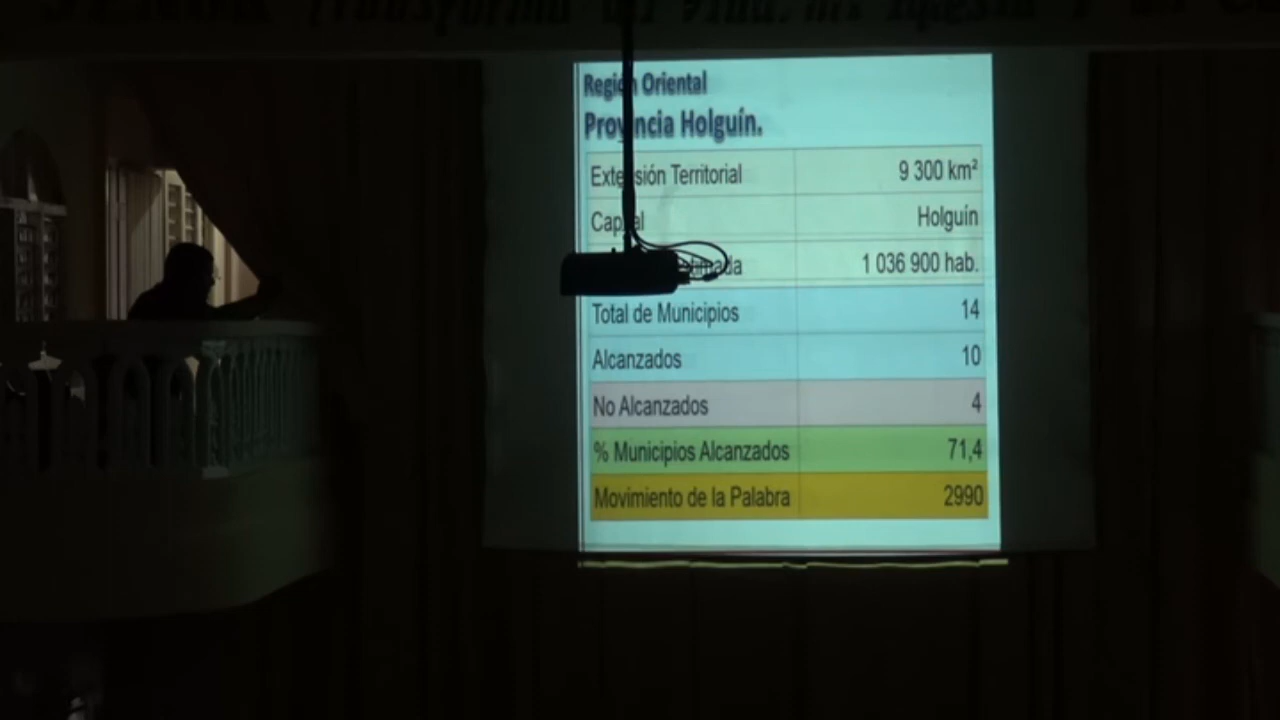 Región Oriental
Provincia Holguín.
Extensión Territorial 9 300 km²
Capital Holguín
1 036 900 hab.
Total de Municipios 14
Alcanzados 10
No Alcanzados 4
% Municipios Alcanzados 71,4
Movimiento de la Palabra 2990